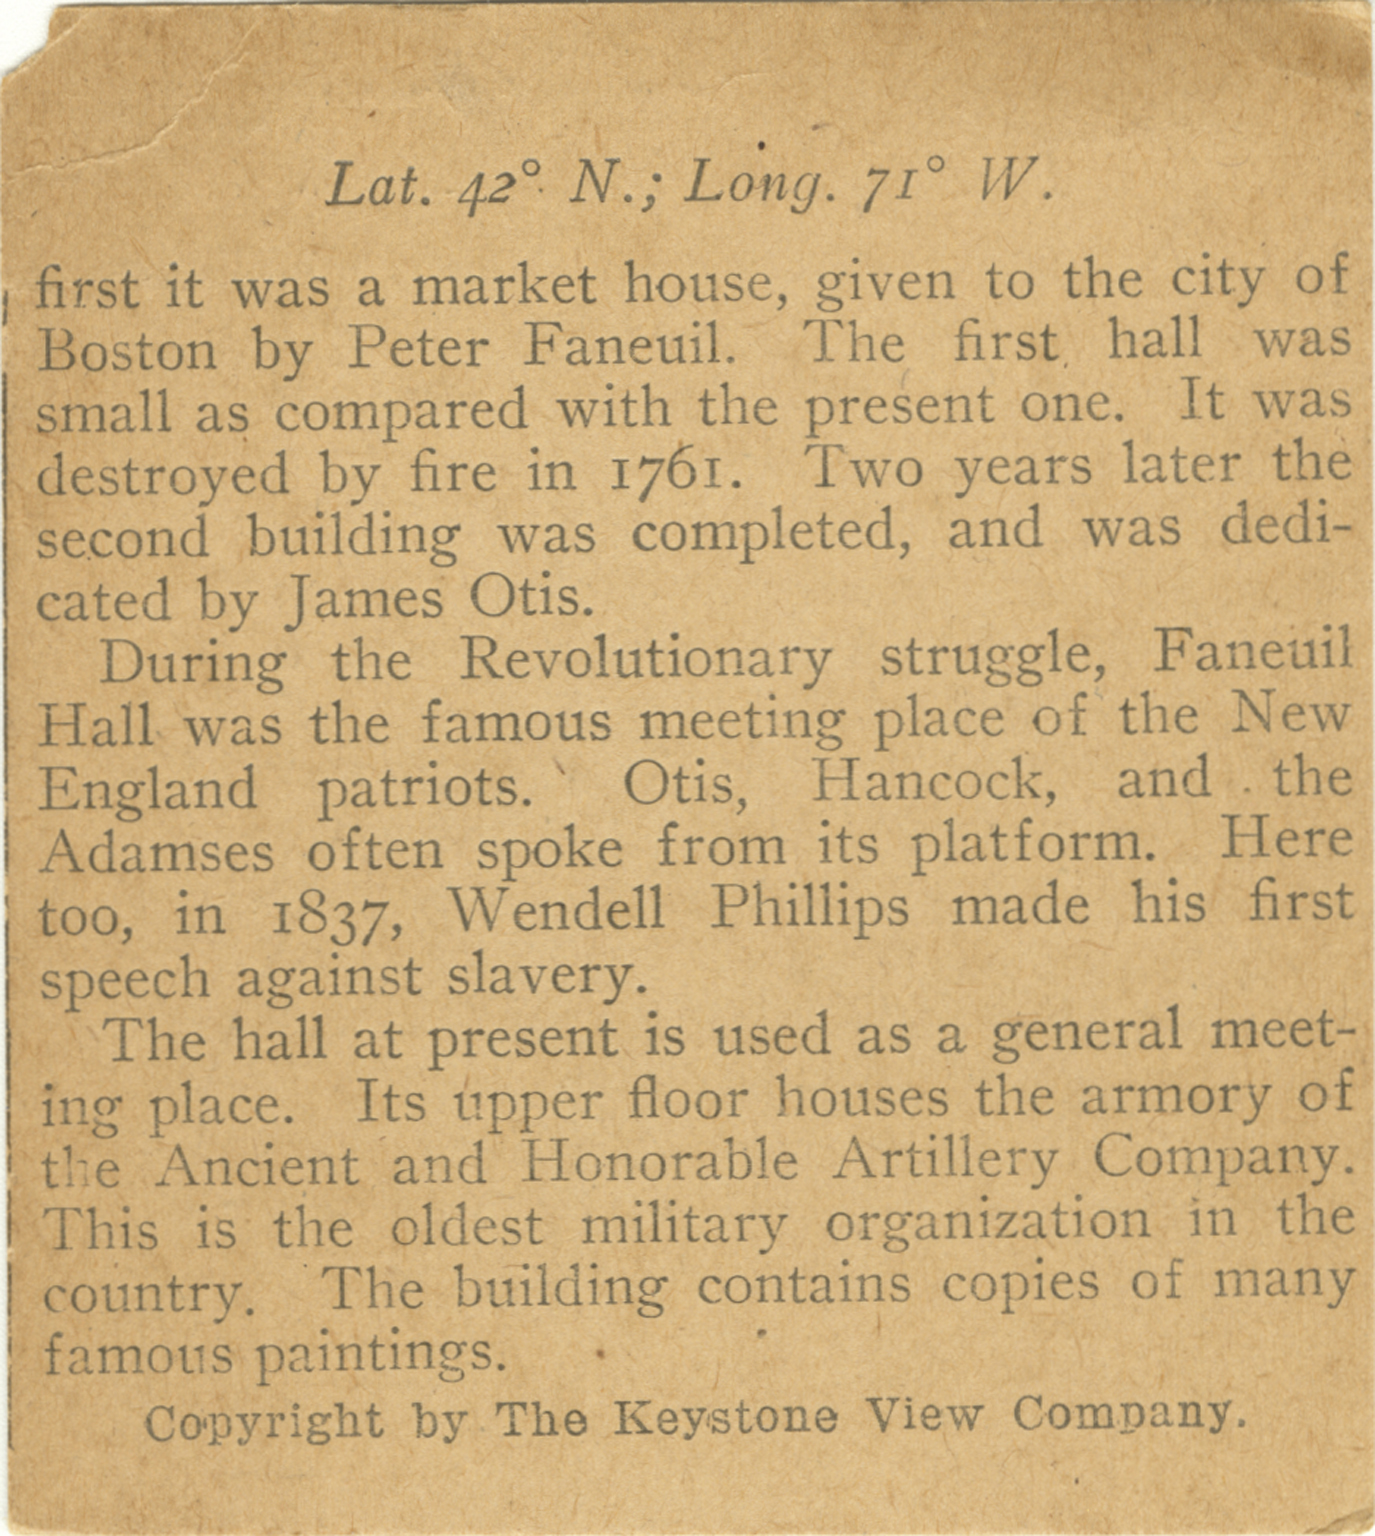 Lat. 42° N.; Long. 71° W.
first it was a market house, given to the city of
Boston by Peter Faneuil. The first hall was
small as compared with the present one. It was
destroyed by fire in 1761. Two years later the
second building was completed, and was dedi-
cated by James Otis.
During the Revolutionary struggle, Faneuil
Hall was the famous meeting place of the New
England patriots. Otis, Hancock, and the
Adamses often spoke from its platform. Here
too, in 1837, Wendell Phillips made his first
speech against slavery.
The hall at present is used as a general meet-
ing place. Its upper floor houses the armory of
the Ancient and Honorable Artillery Company.
This is the oldest military organization in the
country. The building contains copies of many
famous paintings.
Copyright by The Keystone View Company.